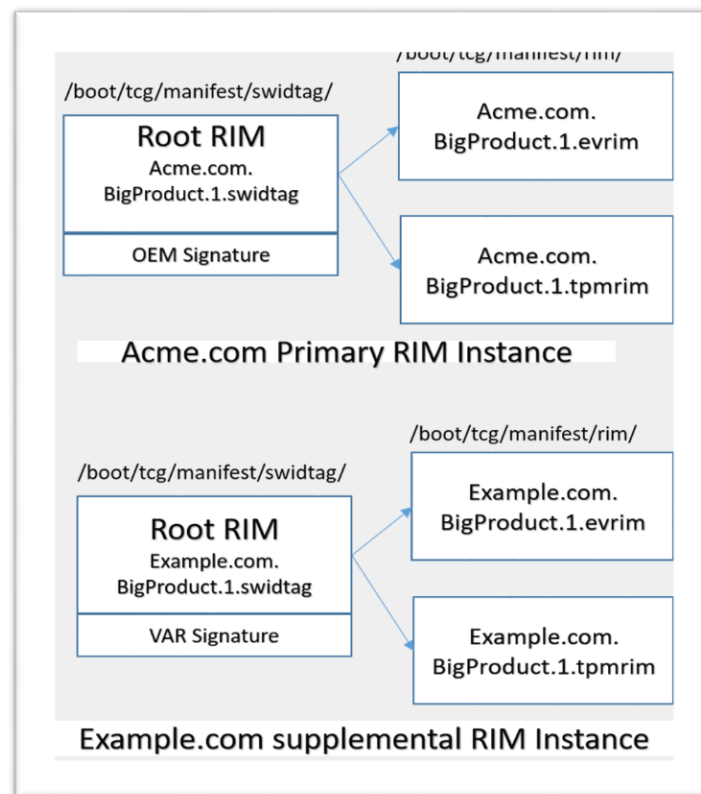 /boot/tcg/manifest/rim/
/boot/tcg/manifest/swidtag/
Root RIM
Acme.com.
BigProduct.1.swidtag
OEM Signature
Acme.com.
BigProduct.1.evrim
Acme.com.
BigProduct.1.tpmrim
Acme.com Primary RIM Instance
/boot/tcg/manifest/rim/
/boot/tcg/manifest/swidtag/
Root RIM
Example.com.
BigProduct.1.swidtag
VAR Signature
Example.com.
BigProduct.1.evrim
Example.com.
BigProduct.1.tpmrim
Example.com supplemental RIM Instance